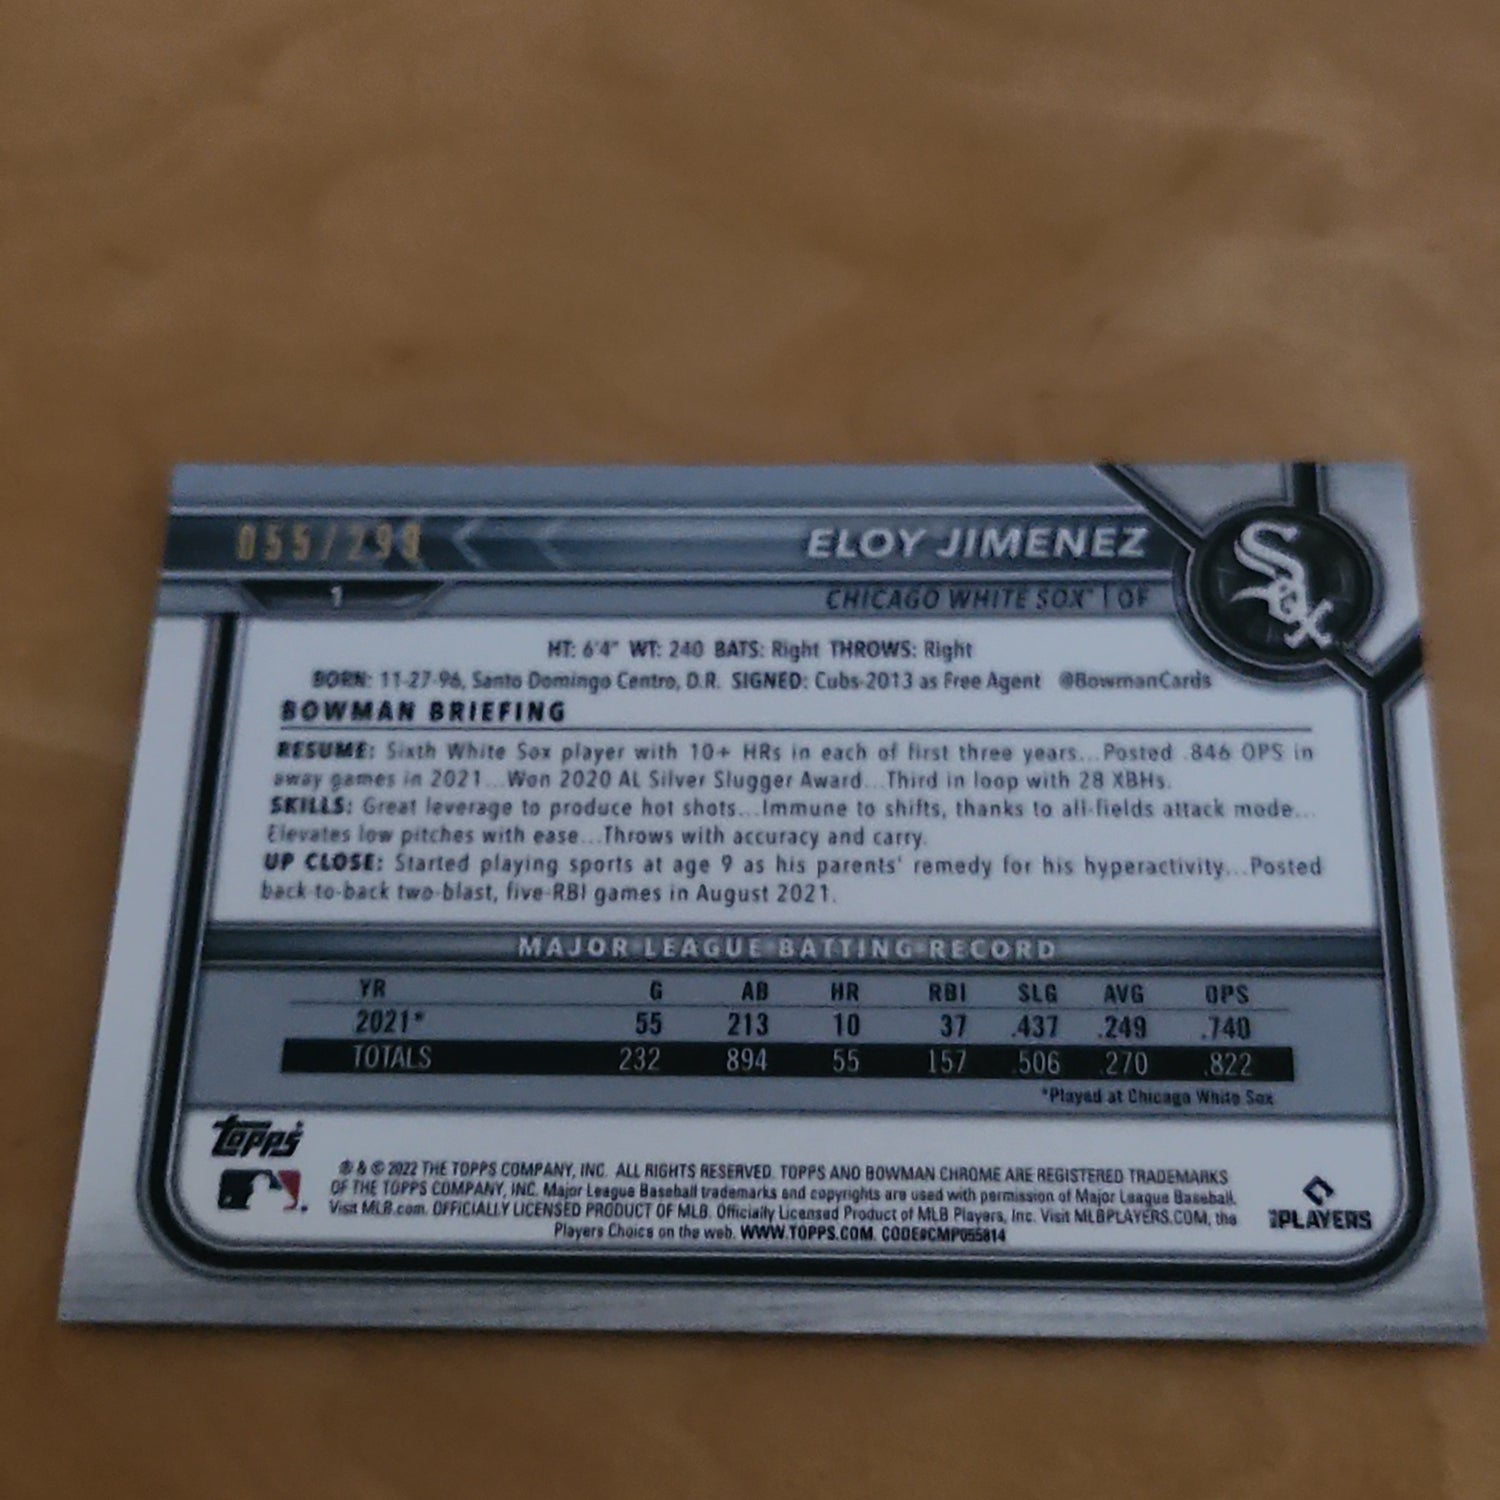 055/299
ELOY JIMENEZ
Sox
1
CHICAGO WHITE SOX™ | OF
HT: 6'4" WT: 240 BATS: Right THROWS: Right
BORN: 11-27-96, Santo Domingo Centro, D.R. SIGNED: Cubs-2013 as Free Agent @BowmanCards
BOWMAN BRIEFING
RESUME: Sixth White Sox player with 10+ HRs in each of first three years...Posted .846 OPS in
away games in 2021...Won 2020 AL Silver Slugger Award...Third in loop with 28 XBHs.
SKILLS: Great leverage to produce hot shots...Immune to shifts, thanks to all-fields attack mode...
Elevates low pitches with ease...Throws with accuracy and carry.
UP CLOSE: Started playing sports at age 9 as his parents' remedy for his hyperactivity...Posted
back-to-back two-blast, five-RBI games in August 2021.
MAJOR LEAGUE BATTING RECORD
YR G AB HR RBI SLG AVG OPS
2021* 55 213 10 37 .437 .249 .740
TOTALS 232 894 55 157 .506 .270 .822
*Played at Chicago White Sox
Topps
® & © 2022 THE TOPPS COMPANY, INC. ALL RIGHTS RESERVED. TOPPS AND BOWMAN CHROME ARE REGISTERED TRADEMARKS
OF THE TOPPS COMPANY, INC. Major League Baseball trademarks and copyrights are used with permission of Major League Baseball.
Visit MLB.com. OFFICIALLY LICENSED PRODUCT OF MLB. Officially Licensed Product of MLB Players, Inc. Visit MLBPLAYERS.COM, the
Players Choice on the web. WWW.TOPPS.COM. CODE#CMP055814
PLAYERS